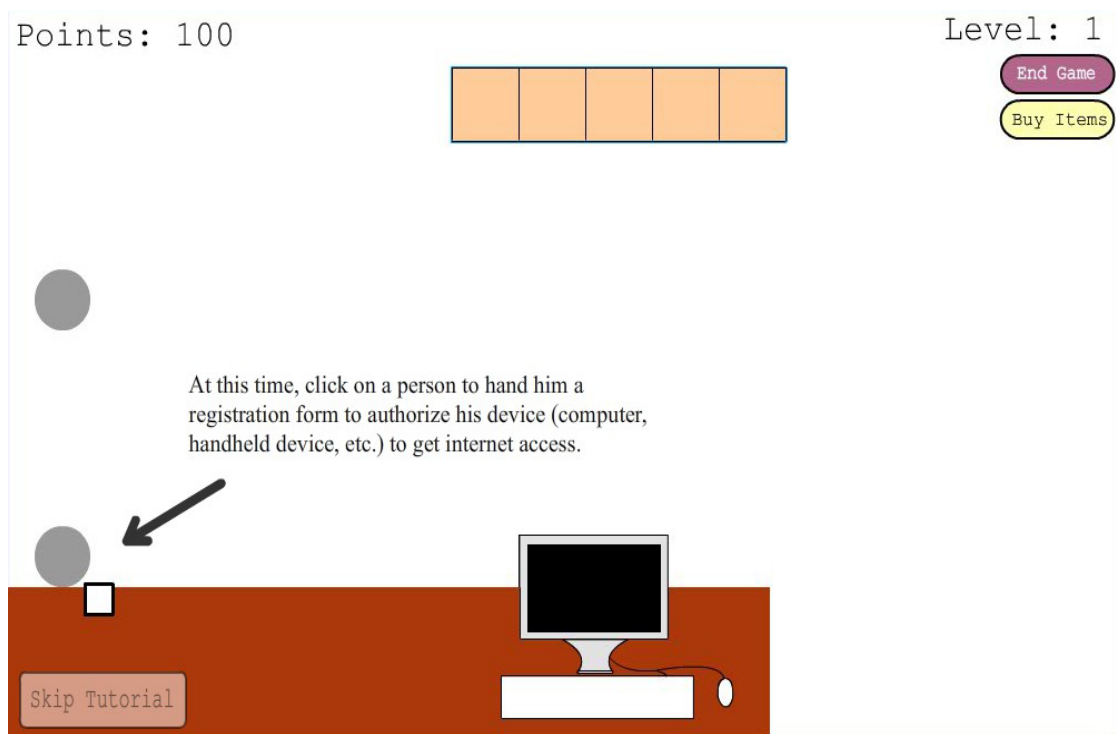 Points: 100
Level: 1
End Game
Buy Items
At this time, click on a person to hand him a
registration form to authorize his device (computer,
handheld device, etc.) to get internet access.
Skip Tutorial